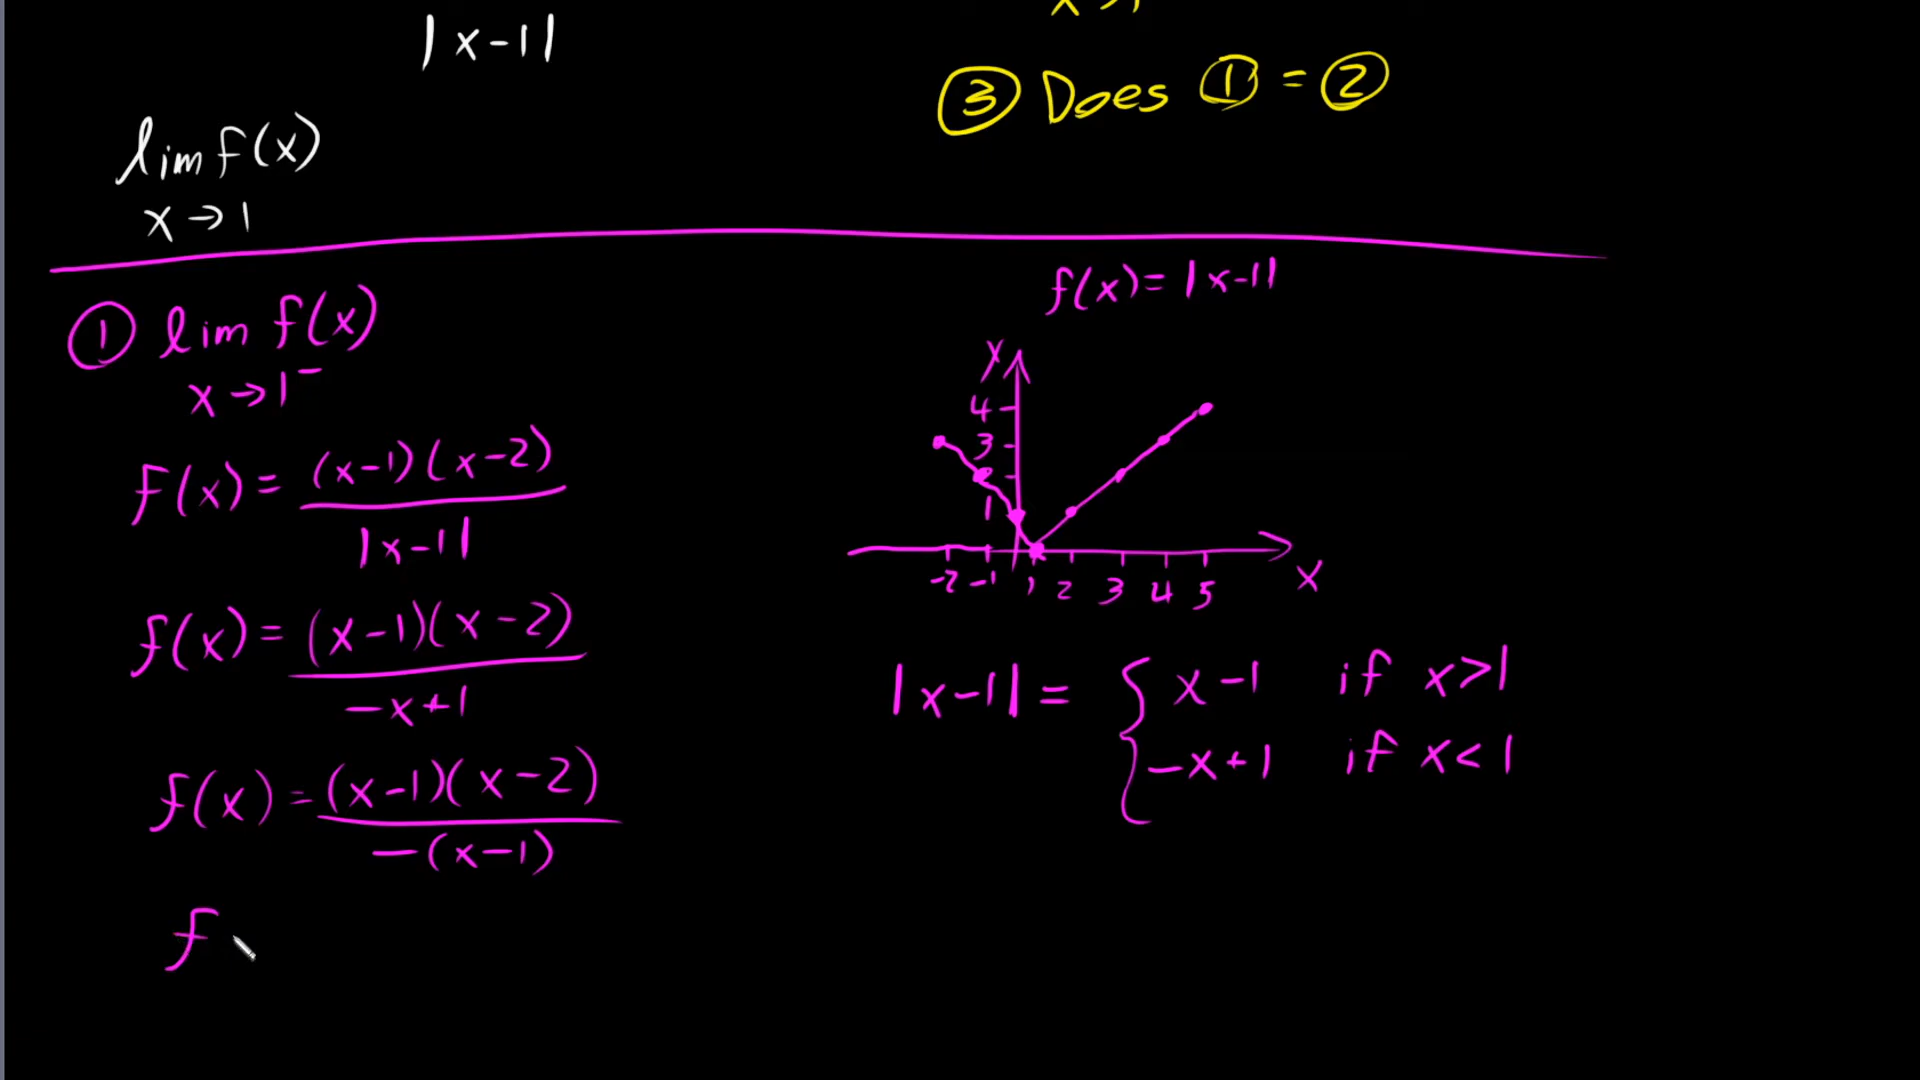 |x-1|
x→1
③ Does ① = ②
lim f(x)
x→1
① lim f(x)
x→1⁻
f(x) = (x-1)(x-2)
|x-1|
f(x) = (x-1)(x-2)
-x+1
f(x) = (x-1)(x-2)
-(x-1)
f
f(x) = |x-1|
y
4
3
2
1
-2 -1 1 2 3 4 5
x
|x-1| = { x-1 if x>1
-x+1 if x<1